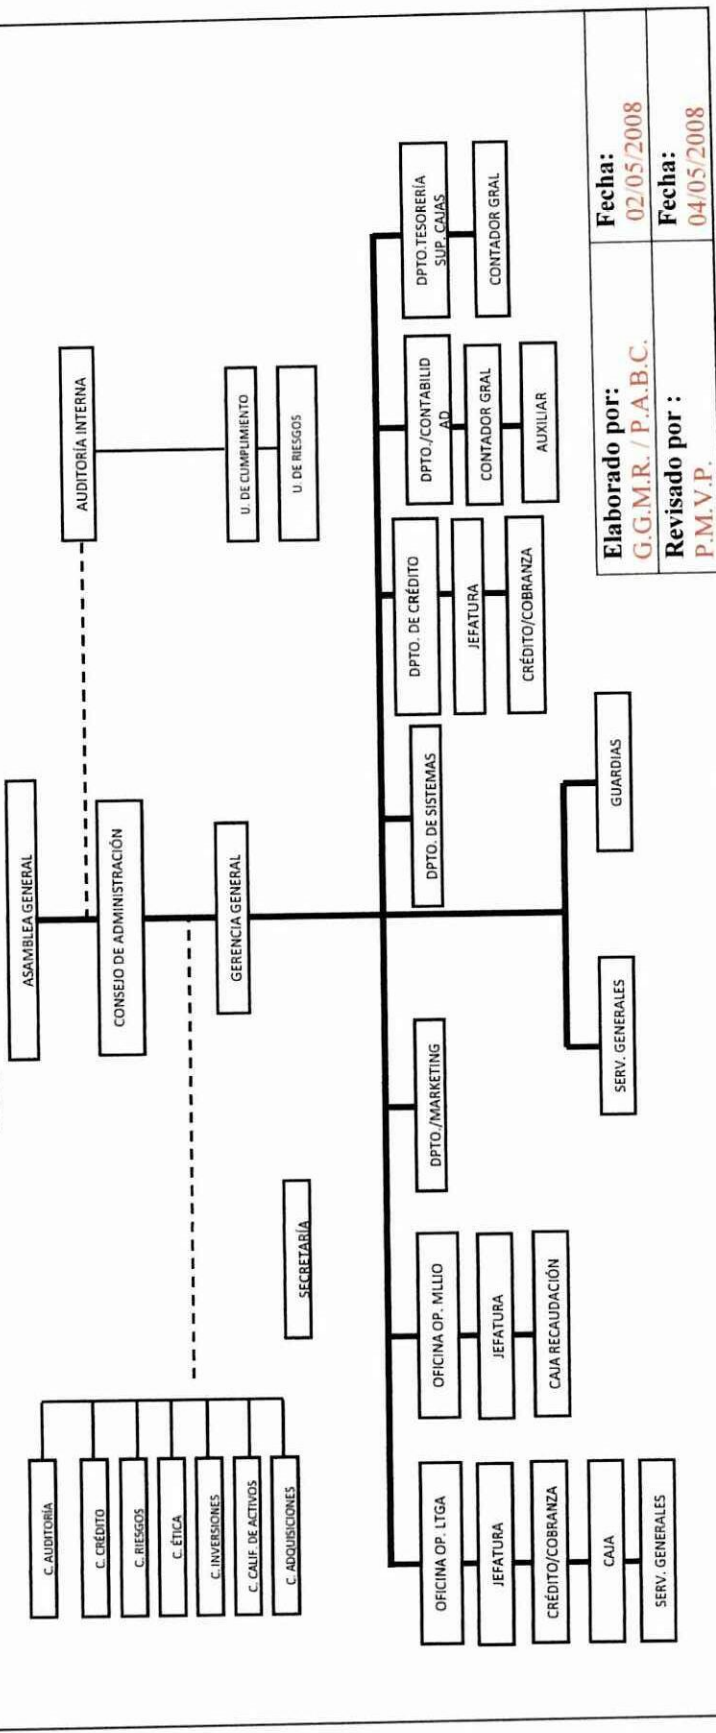 ASAMBLEA GENERAL
CONSEJO DE ADMINISTRACIÓN
GERENCIA GENERAL
AUDITORÍA INTERNA
U. DE CUMPLIMIENTO
U. DE RIESGOS
C. AUDITORÍA
C. CRÉDITO
C. RIESGOS
C. ÉTICA
C. INVERSIONES
C. CALIF. DE ACTIVOS
C. ADQUISICIONES
SECRETARÍA
OFICINA OP. LTGA
JEFATURA
CRÉDITO/COBRANZA
CAJA
SERV. GENERALES
OFICINA OP. MLLIO
JEFATURA
CAJA RECAUDACIÓN
DPTO./MARKETING
DPTO. DE SISTEMAS
DPTO. DE CRÉDITO
JEFATURA
CRÉDITO/COBRANZA
DPTO./CONTABILID
AD
CONTADOR GRAL
AUXILIAR
DPTO.TESORERÍA
SUP. CAJAS
CONTADOR GRAL
SERV. GENERALES
GUARDIAS
Elaborado por:
G.G.M.R. / P.A.B.C.
Fecha:
02/05/2008
Revisado por :
P.M.V.P.
Fecha:
04/05/2008